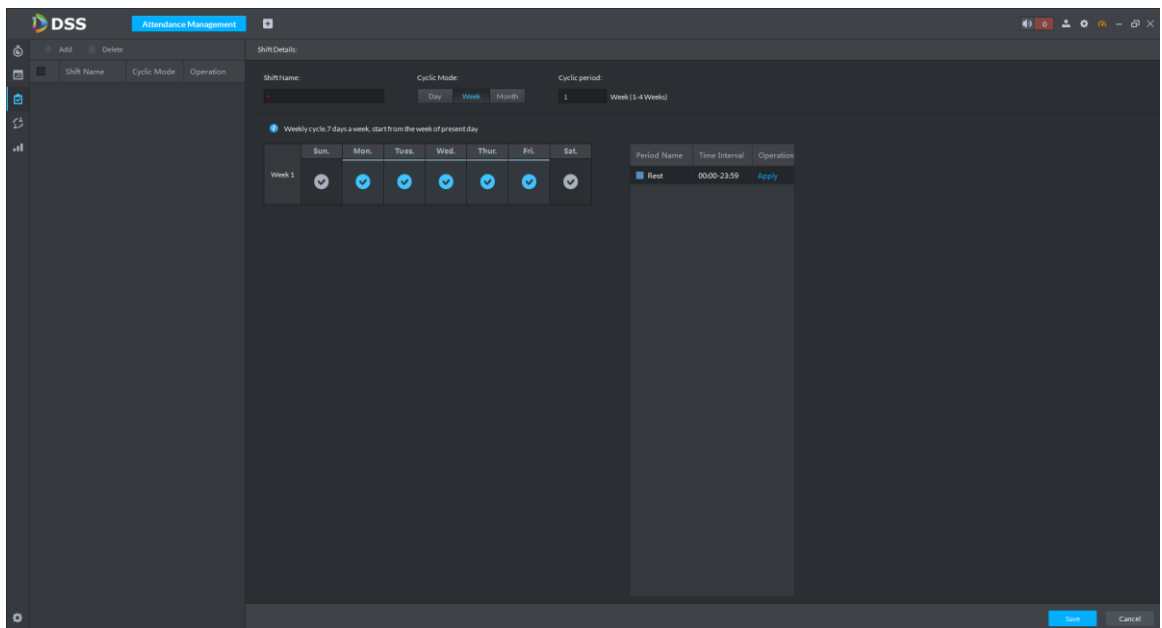 DSS Attendance Management 0
Add Delete Shift Details:
Shift Name Cyclic Mode Operation
Shift Name: Cyclic Mode: Cyclic period:
* Day Week Month 1 Week (1-4 Weeks)
Weekly cycle,7 days a week, start from the week of present day
Sun. Mon. Tues. Wed. Thur. Fri. Sat.
Week 1
Period Name Time Interval Operation
Rest 00:00-23:59 Apply
Save Cancel